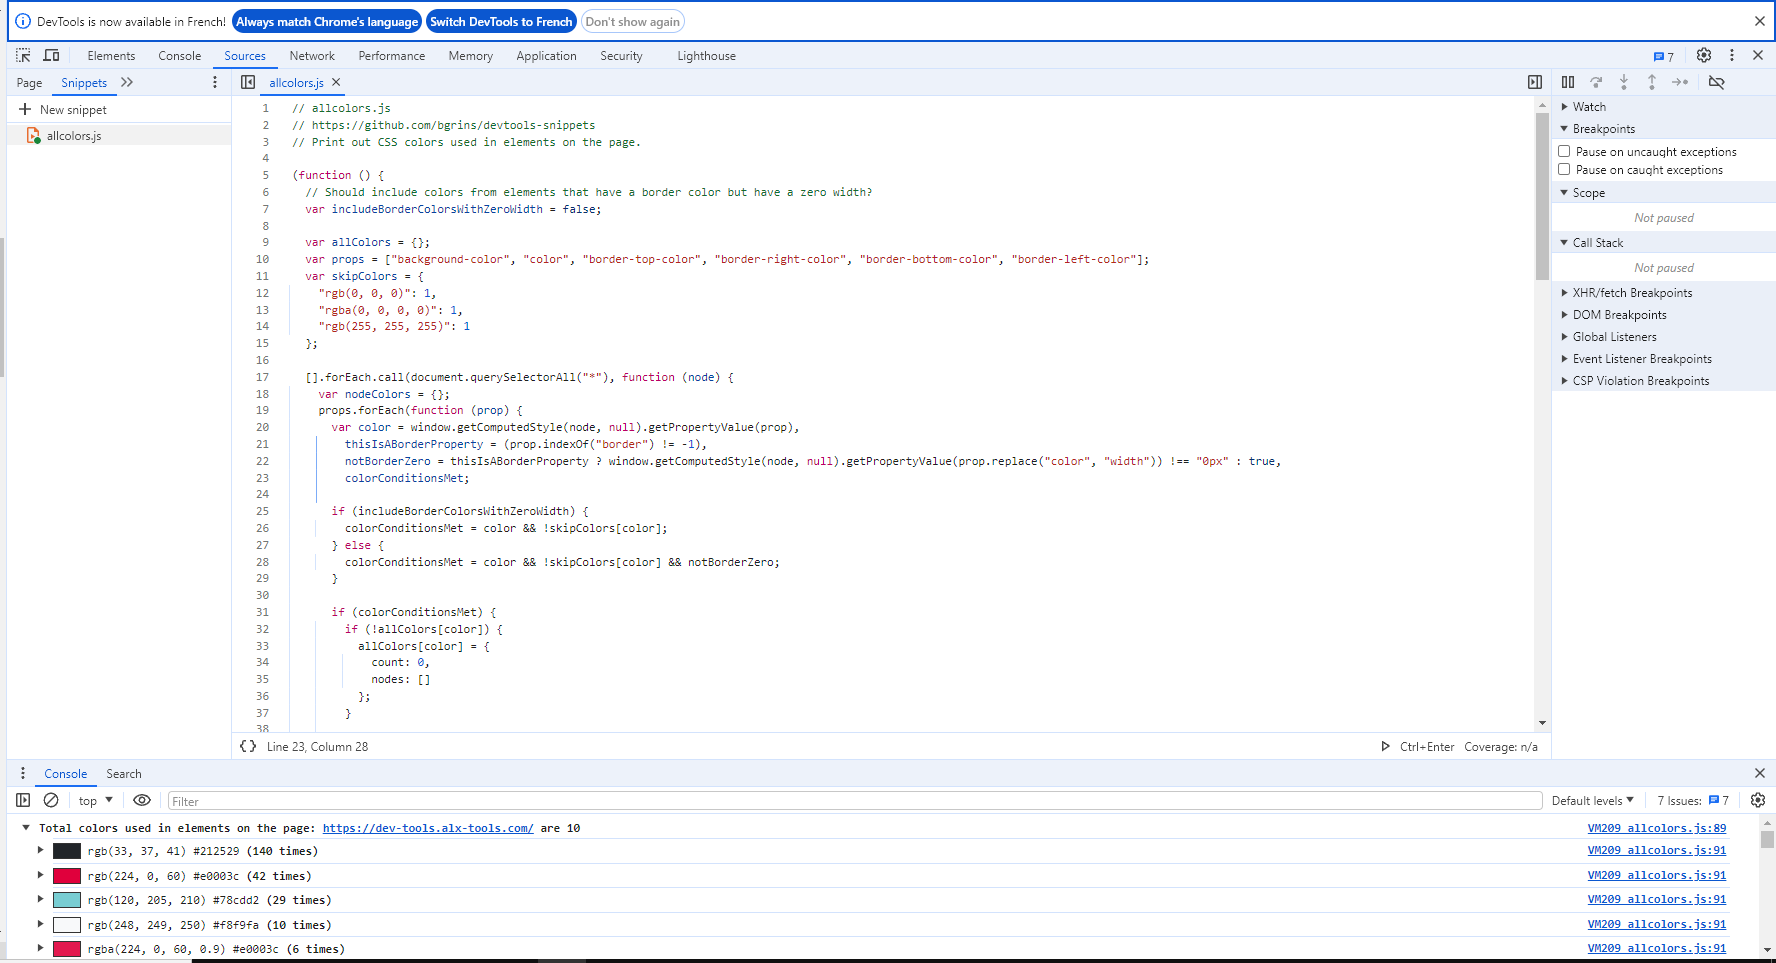 DevTools is now available in French! Always match Chrome's language Switch DevTools to French Don't show again
Elements Console Sources Network Performance Memory Application Security Lighthouse 7
Page Snippets
allcolors.js
New snippet
allcolors.js
1 // allcolors.js
2 // https://github.com/bgrins/devtools-snippets
3 // Print out CSS colors used in elements on the page.
4
5 (function () {
6 // Should include colors from elements that have a border color but have a zero width?
7 var includeBorderColorsWithZeroWidth = false;
8
9 var allColors = {};
10 var props = ["background-color", "color", "border-top-color", "border-right-color", "border-bottom-color", "border-left-color"];
11 var skipColors = {
12 "rgb(0, 0, 0)": 1,
13 "rgba(0, 0, 0, 0)": 1,
14 "rgb(255, 255, 255)": 1
15 };
16
17 [].forEach.call(document.querySelectorAll("*"), function (node) {
18 var nodeColors = {};
19 props.forEach(function (prop) {
20 var color = window.getComputedStyle(node, null).getPropertyValue(prop),
21 thisIsABorderProperty = (prop.indexOf("border") != -1),
22 notBorderZero = thisIsABorderProperty ? window.getComputedStyle(node, null).getPropertyValue(prop.replace("color", "width")) !== "0px" : true,
23 colorConditionsMet;
24
25 if (includeBorderColorsWithZeroWidth) {
26 colorConditionsMet = color && !skipColors[color];
27 } else {
28 colorConditionsMet = color && !skipColors[color] && notBorderZero;
29 }
30
31 if (colorConditionsMet) {
32 if (!allColors[color]) {
33 allColors[color] = {
34 count: 0,
35 nodes: []
36 };
37 }
38
{} Line 23, Column 28 Ctrl+Enter Coverage: n/a
Watch
Breakpoints
Pause on uncaught exceptions
Pause on caught exceptions
Scope
Not paused
Call Stack
Not paused
XHR/fetch Breakpoints
DOM Breakpoints
Global Listeners
Event Listener Breakpoints
CSP Violation Breakpoints
Console Search
top Filter Default levels 7 Issues: 7
Total colors used in elements on the page: https://dev-tools.alx-tools.com/ are 10 VM209 allcolors.js:89
rgb(33, 37, 41) #212529 (140 times) VM209 allcolors.js:91
rgb(224, 0, 60) #e0003c (42 times) VM209 allcolors.js:91
rgb(120, 205, 210) #78cdd2 (29 times) VM209 allcolors.js:91
rgb(248, 249, 250) #f8f9fa (10 times) VM209 allcolors.js:91
rgba(224, 0, 60, 0.9) #e0003c (6 times) VM209 allcolors.js:91